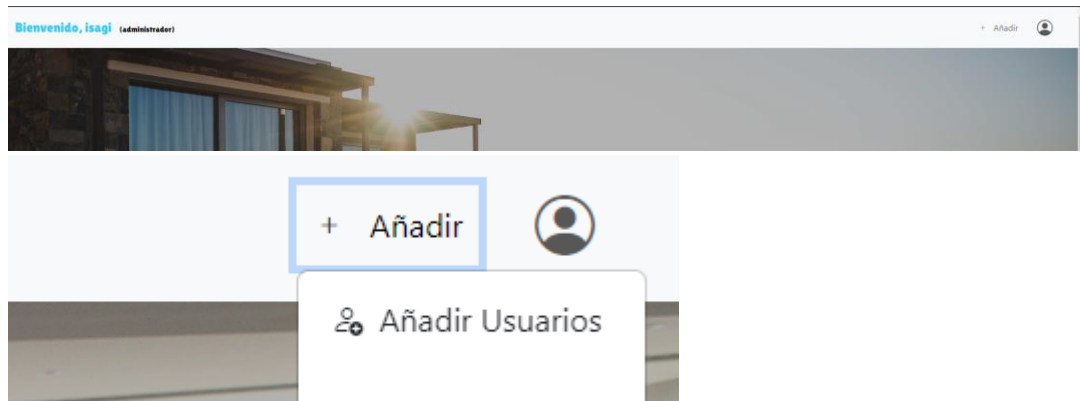 Bienvenido, isagi (administrador)
+ Añadir
+ Añadir
Añadir Usuarios